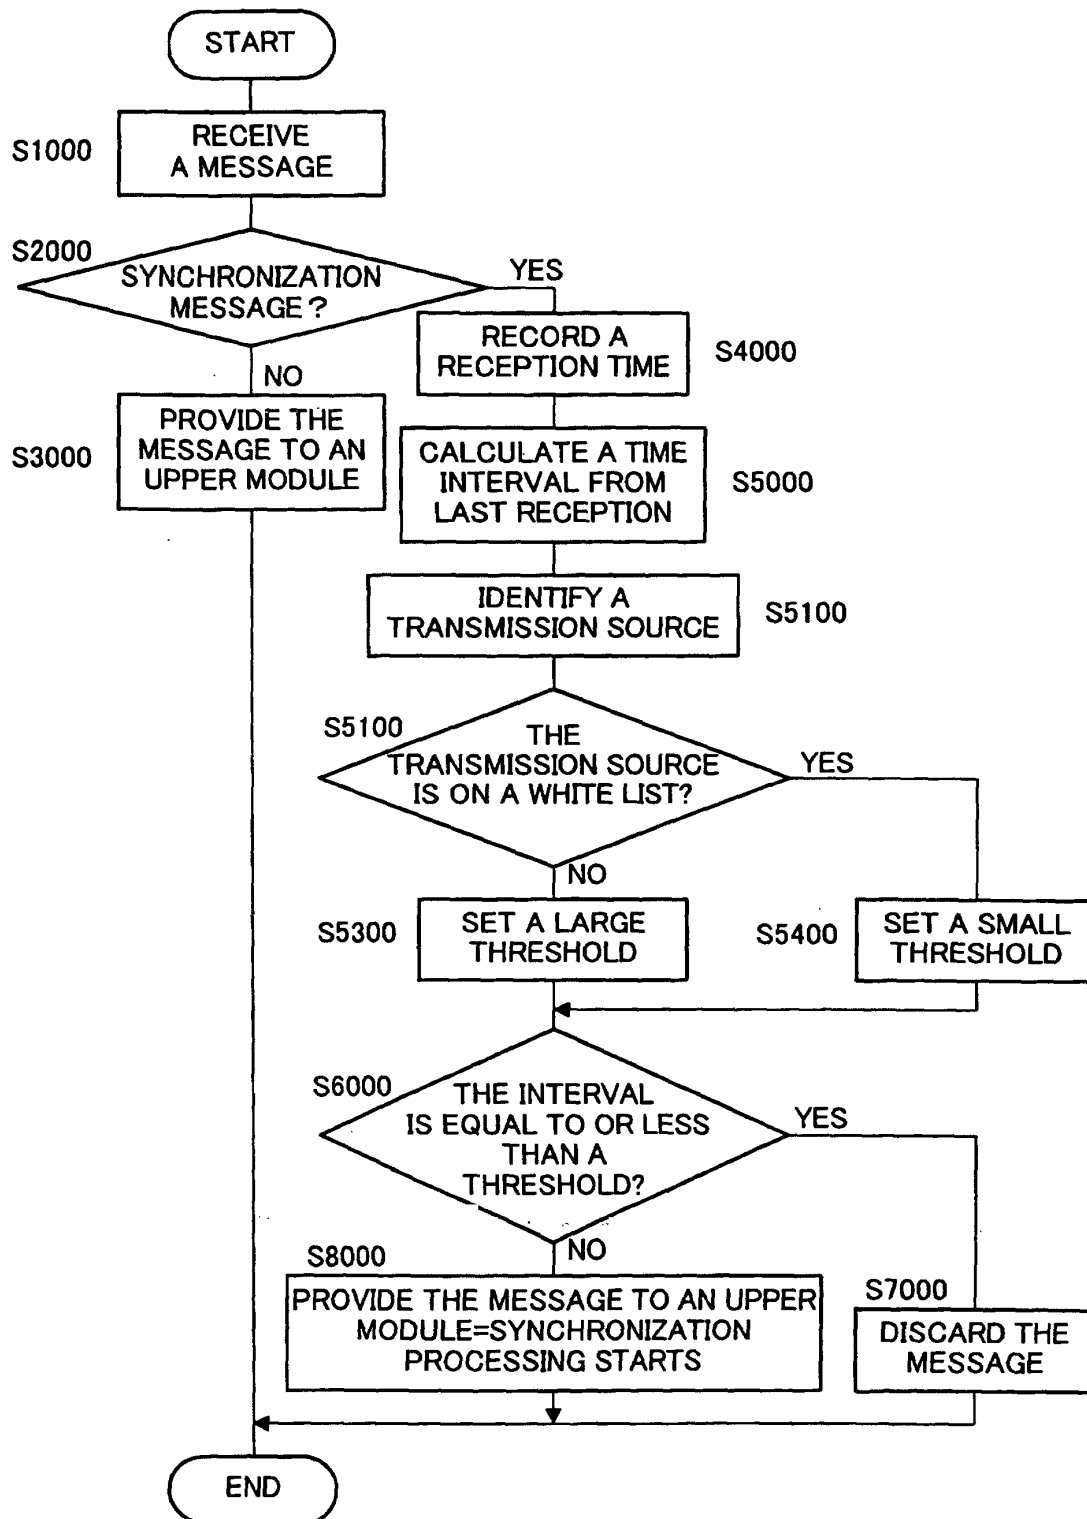 START
S1000
RECEIVE
A MESSAGE
S2000
SYNCHRONIZATION
MESSAGE?
YES
NO
RECORD A
RECEPTION TIME
S4000
S3000
PROVIDE THE
MESSAGE TO AN
UPPER MODULE
CALCULATE A TIME
INTERVAL FROM
LAST RECEPTION
S5000
IDENTIFY A
TRANSMISSION SOURCE
S5100
S5100
THE
TRANSMISSION SOURCE
IS ON A WHITE LIST?
YES
NO
S5300
SET A LARGE
THRESHOLD
S5400
SET A SMALL
THRESHOLD
S6000
THE INTERVAL
IS EQUAL TO OR LESS
THAN A
THRESHOLD?
YES
NO
S8000
PROVIDE THE MESSAGE TO AN UPPER
MODULE=SYNCHRONIZATION
PROCESSING STARTS
S7000
DISCARD THE
MESSAGE
END